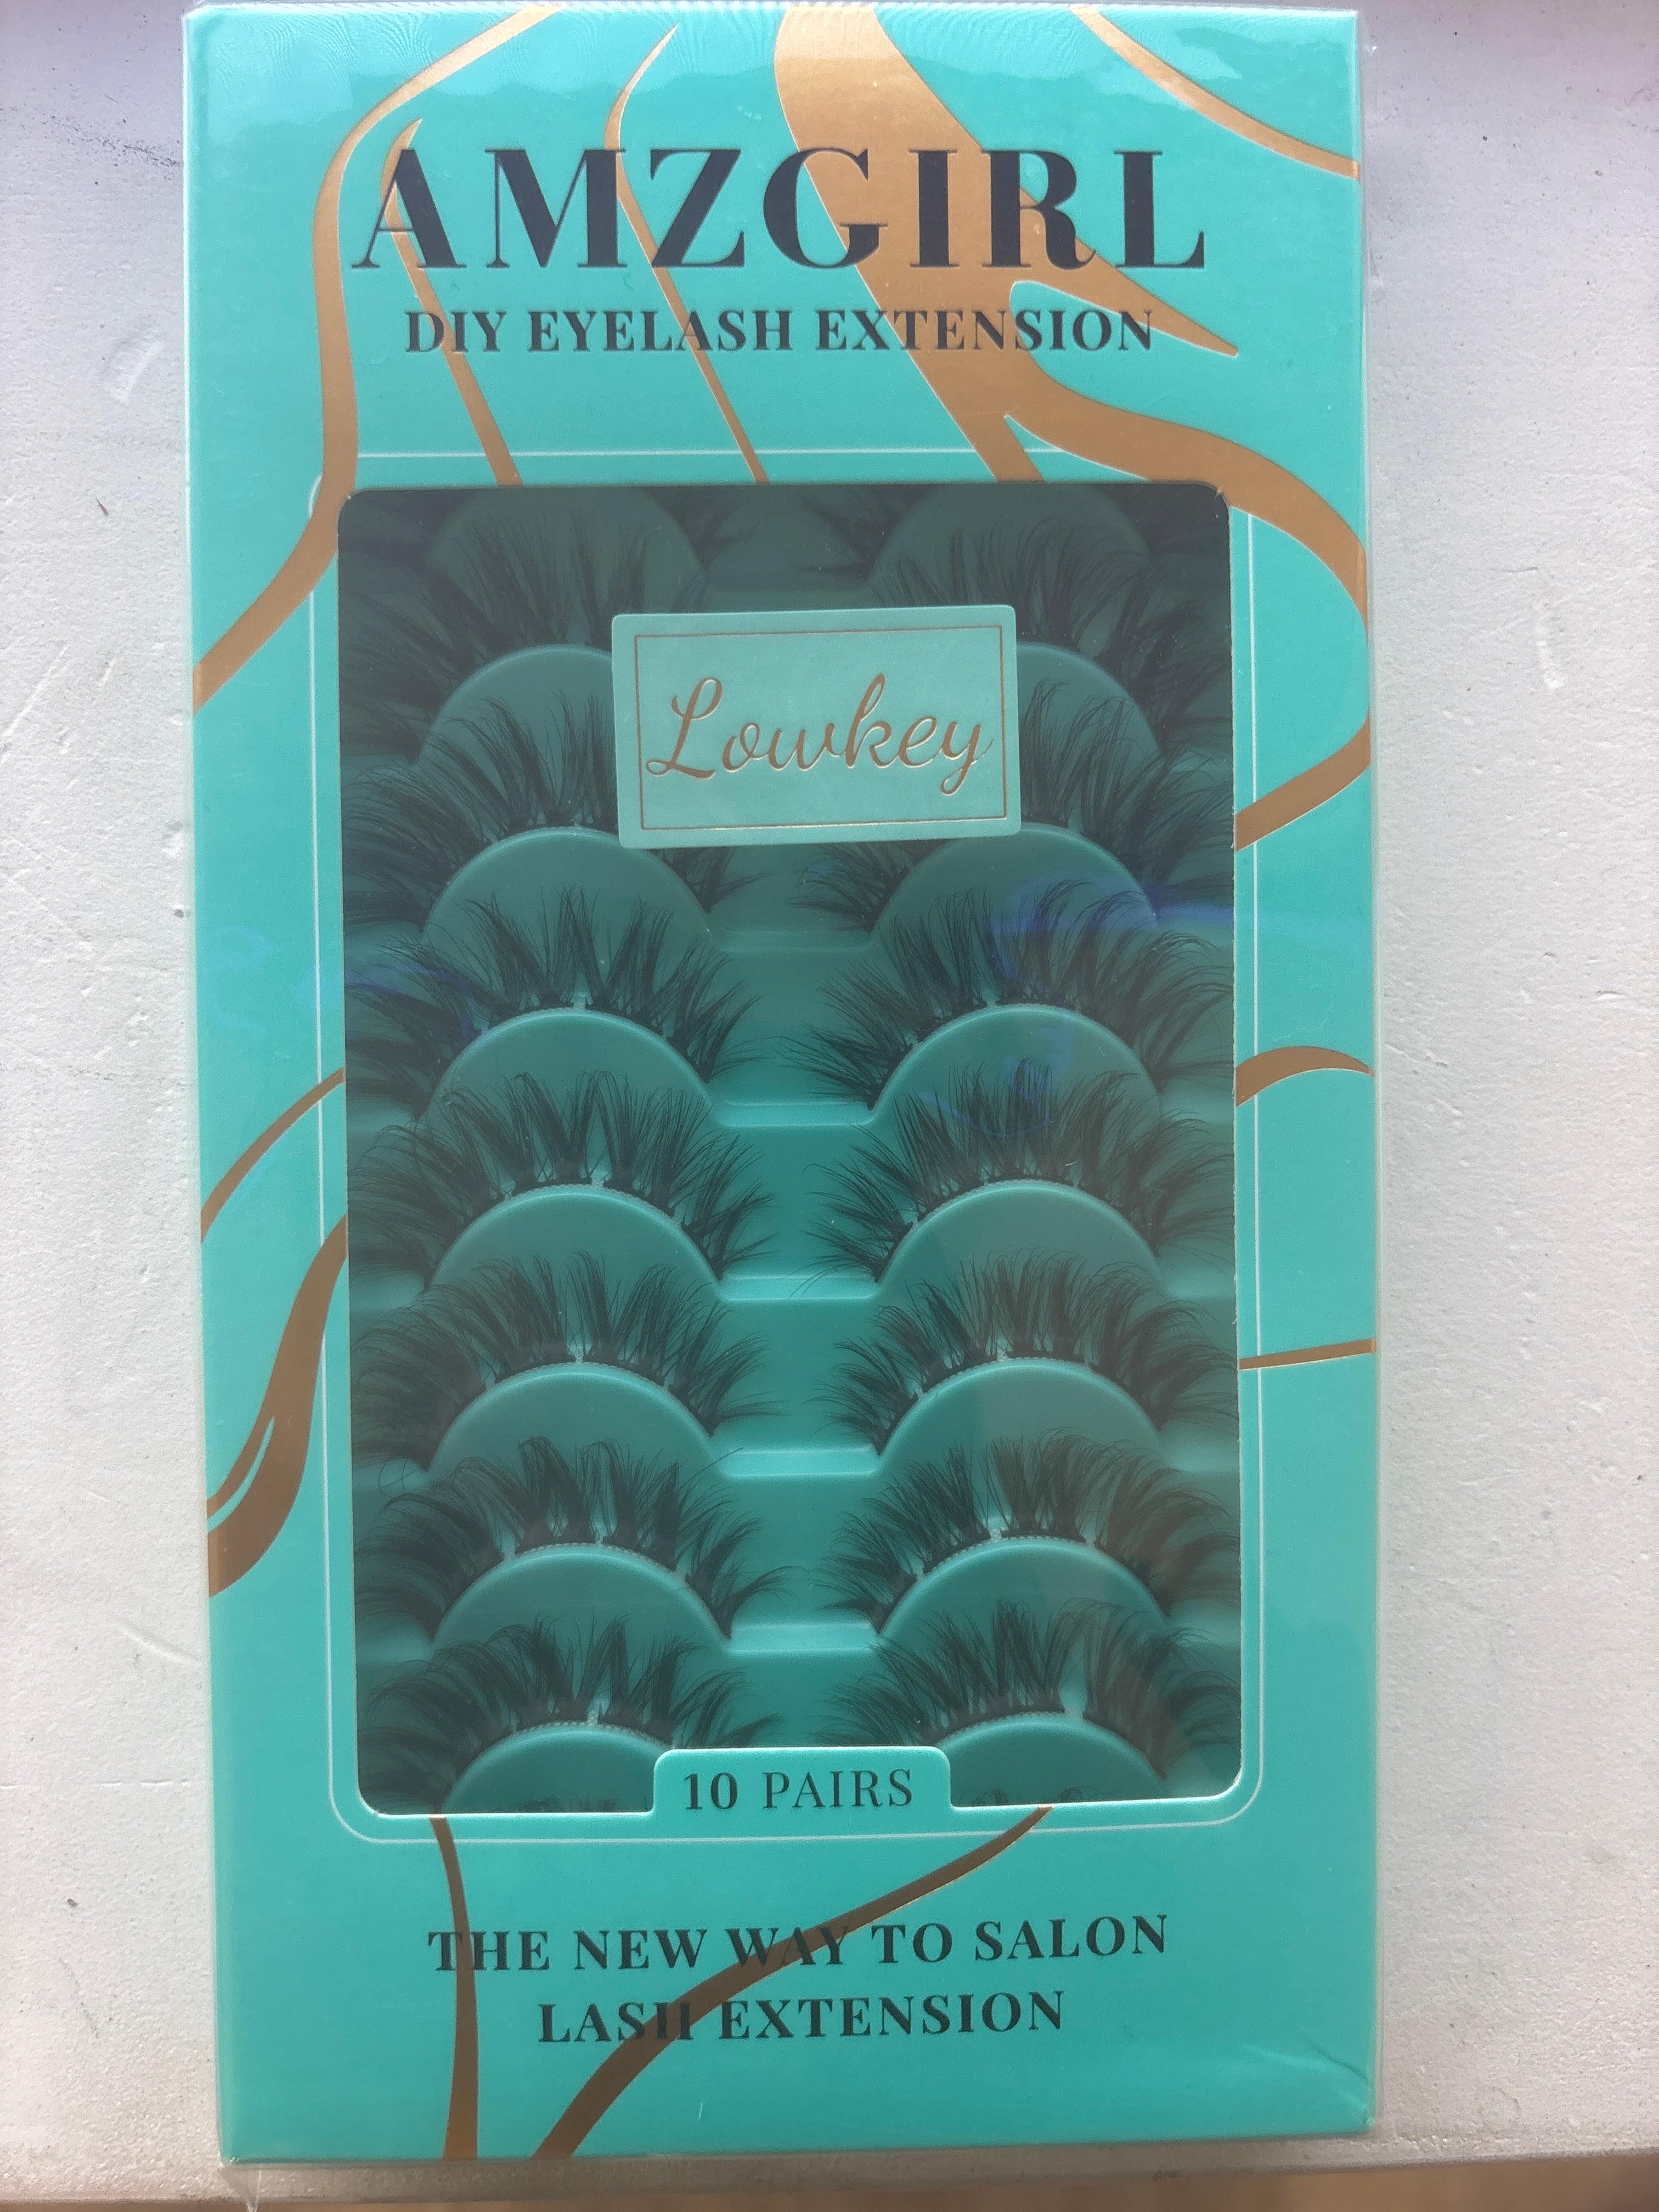 AMZGIRL
DIY EYELASH EXTENSION
Lowkey
10 PAIRS
THE NEW WAY TO SALON
LASH EXTENSION